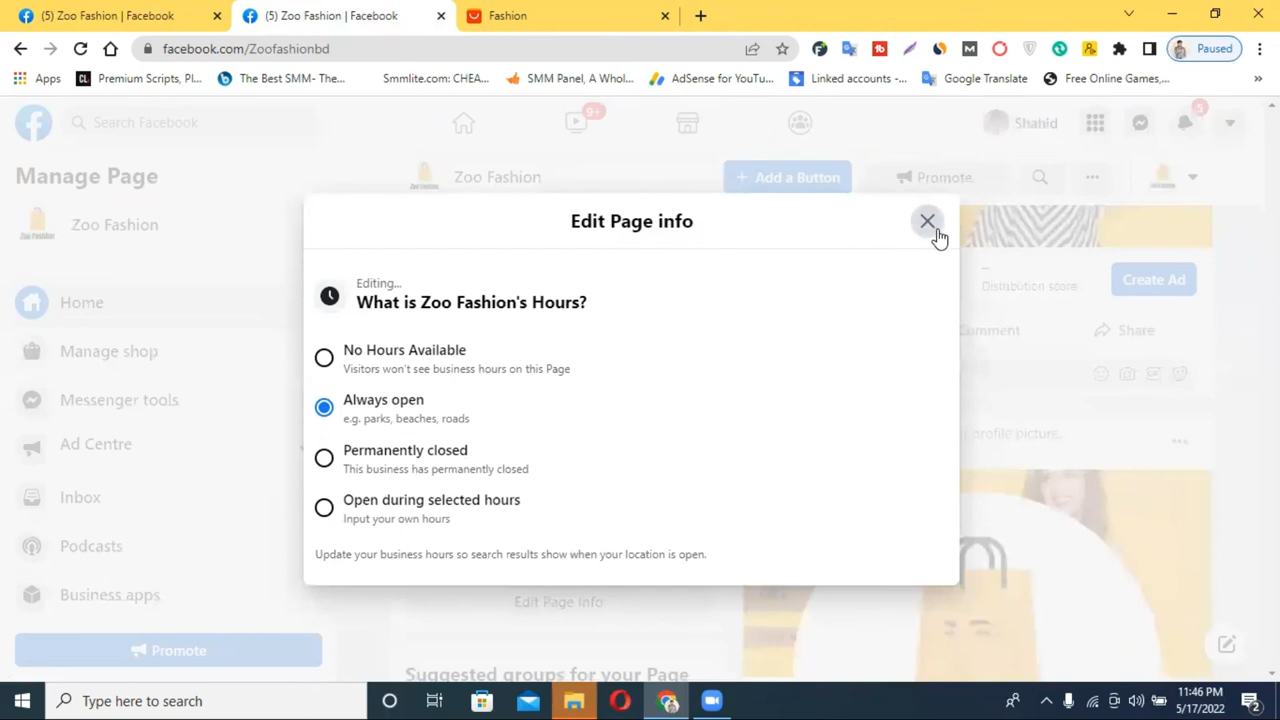 (5) Zoo Fashion | Facebook
(5) Zoo Fashion | Facebook
Fashion
facebook.com/Zoofashionbd
Paused
Apps
Premium Scripts, Pl...
The Best SMM- The...
Smmlite.com: CHEA...
SMM Panel, A Whol...
AdSense for YouTu...
Linked accounts -...
Google Translate
Free Online Games,...
Search Facebook
9+
Shahid
5
Manage Page
Zoo Fashion
+ Add a Button
Promote
Zoo Fashion
Edit Page info
Home
Editing...
What is Zoo Fashion's Hours?
Distribution score
Create Ad
Manage shop
No Hours Available
Visitors won't see business hours on this Page
Comment
Share
Messenger tools
Always open
e.g. parks, beaches, roads
Ad Centre
Permanently closed
This business has permanently closed
profile picture.
Inbox
Open during selected hours
Input your own hours
Podcasts
Update your business hours so search results show when your location is open.
Business apps
Edit Page Info
Promote
Suggested groups for your Page
Type here to search
11:46 PM
5/17/2022
2